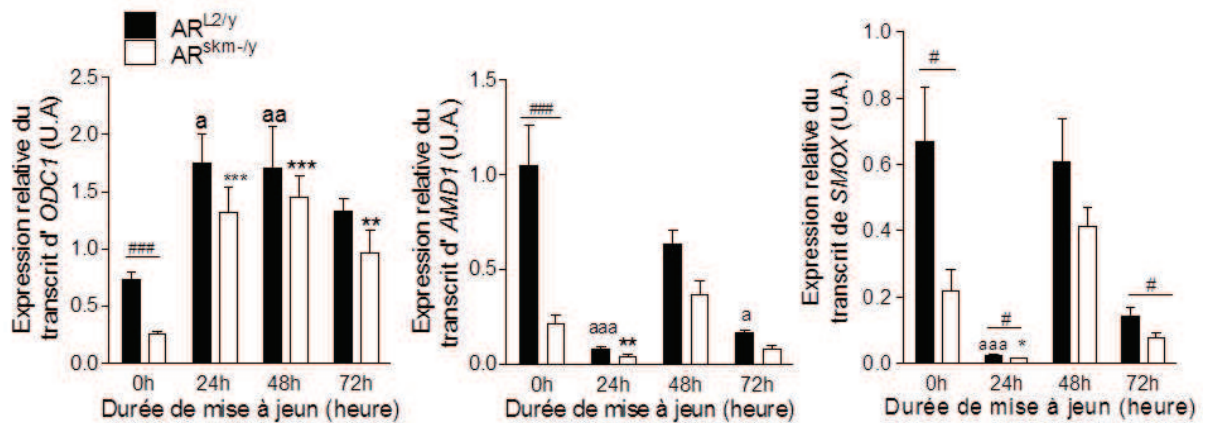 AR^L2/y
AR^skm-/y
Expression relative du
transcrit d' ODC1 (U.A)
2.5
2.0
1.5
1.0
0.5
0.0
a
aa
***
***
**
###
0h 24h 48h 72h
Durée de mise à jeun (heure)
Expression relative du
transcrit d' AMD1 (U.A.)
1.5
1.0
0.5
0.0
###
aaa
**
a
0h 24h 48h 72h
Durée de mise à jeun (heure)
Expression relative du
transcrit de SMOX (U.A.)
1.0
0.8
0.6
0.4
0.2
0.0
#
#
aaa
*
#
0h 24h 48h 72h
Durée de mise à jeun (heure)